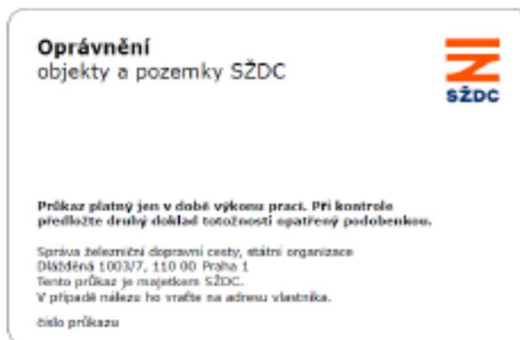 Oprávnění
objekty a pozemky SŽDC
SŽDC
Průkaz platný jen v době výkonu prací. Při kontrole
předložte druhý doklad totožnosti opatřený podobenkou.
Správa železniční dopravní cesty, státní organizace
Dlážděná 1003/7, 110 00 Praha 1
Tento průkaz je majetkem SŽDC.
V případě nálezu ho vraťte na adresu vlastníka.
číslo průkazu